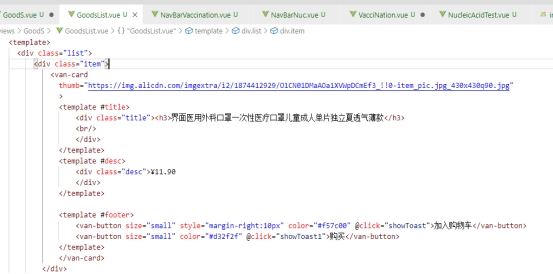 GoodS.vue GoodsList.vue NavBarVaccination.vue NavBarNuc.vue VacciNation.vue NucleicAcidTest.vue
views > GoodS > GoodsList.vue > {} "GoodsList.vue" > template > div.list > div.item
<template>
<div class="list">
<div class="item">
<van-card
thumb="https://img.alicdn.com/imgextra/i2/1874412929/O1CN01DMaAOa1XVWpDCmEf3_!!0-item_pic.jpg_430x430q90.jpg"
>
<template #title>
<div class="title"><h3>界面医用外科口罩一次性医疗口罩儿童成人单片独立夏透气薄款</h3>
<br/>
</div>
</template>
<template #desc>
<div class="desc">¥11.90
</div>
</template>
<template #footer>
<van-button size="small" style="margin-right:10px" color="#f57c00" @click="showToast">加入购物车</van-button>
<van-button size="small" color="#d32f2f" @click="showToast1">购买</van-button>
</template>
</van-card>
</div>